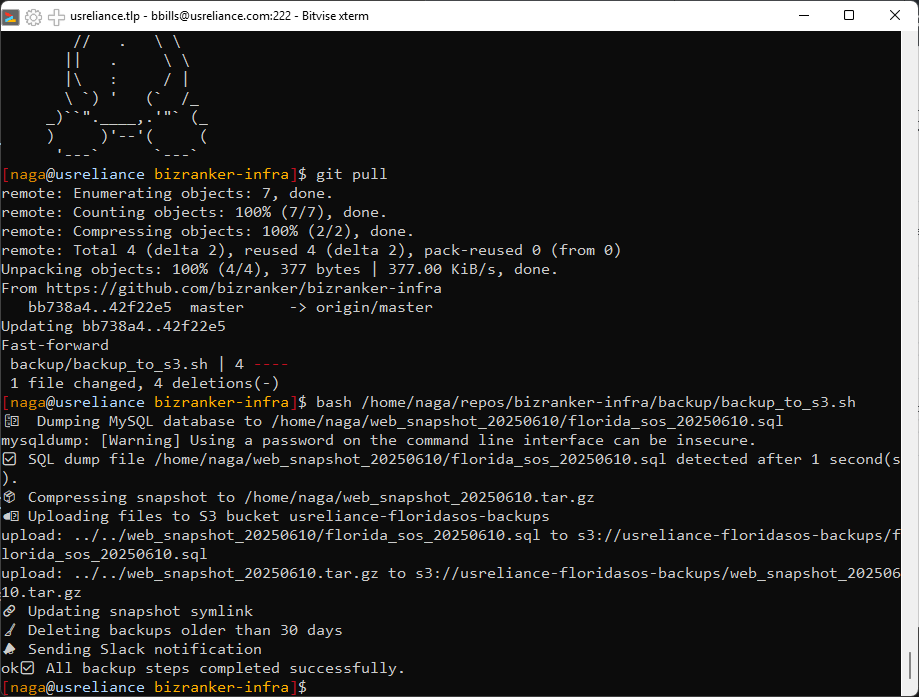 usreliance.tlp - bbills@usreliance.com:222 - Bitvise xterm
[naga@usreliance bizranker-infra]$ git pull
remote: Enumerating objects: 7, done.
remote: Counting objects: 100% (7/7), done.
remote: Compressing objects: 100% (2/2), done.
remote: Total 4 (delta 2), reused 4 (delta 2), pack-reused 0 (from 0)
Unpacking objects: 100% (4/4), 377 bytes | 377.00 KiB/s, done.
From https://github.com/bizranker/bizranker-infra
   bb738a4..42f22e5  master     -> origin/master
Updating bb738a4..42f22e5
Fast-forward
 backup/backup_to_s3.sh | 4 ----
 1 file changed, 4 deletions(-)
[naga@usreliance bizranker-infra]$ bash /home/naga/repos/bizranker-infra/backup/backup_to_s3.sh
Dumping MySQL database to /home/naga/web_snapshot_20250610/florida_sos_20250610.sql
mysqldump: [Warning] Using a password on the command line interface can be insecure.
SQL dump file /home/naga/web_snapshot_20250610/florida_sos_20250610.sql detected after 1 second(s
).
Compressing snapshot to /home/naga/web_snapshot_20250610.tar.gz
Uploading files to S3 bucket usreliance-floridasos-backups
upload: ../../web_snapshot_20250610/florida_sos_20250610.sql to s3://usreliance-floridasos-backups/f
lorida_sos_20250610.sql
upload: ../../web_snapshot_20250610.tar.gz to s3://usreliance-floridasos-backups/web_snapshot_202506
10.tar.gz
Updating snapshot symlink
Deleting backups older than 30 days
Sending Slack notification
ok☑ All backup steps completed successfully.
[naga@usreliance bizranker-infra]$